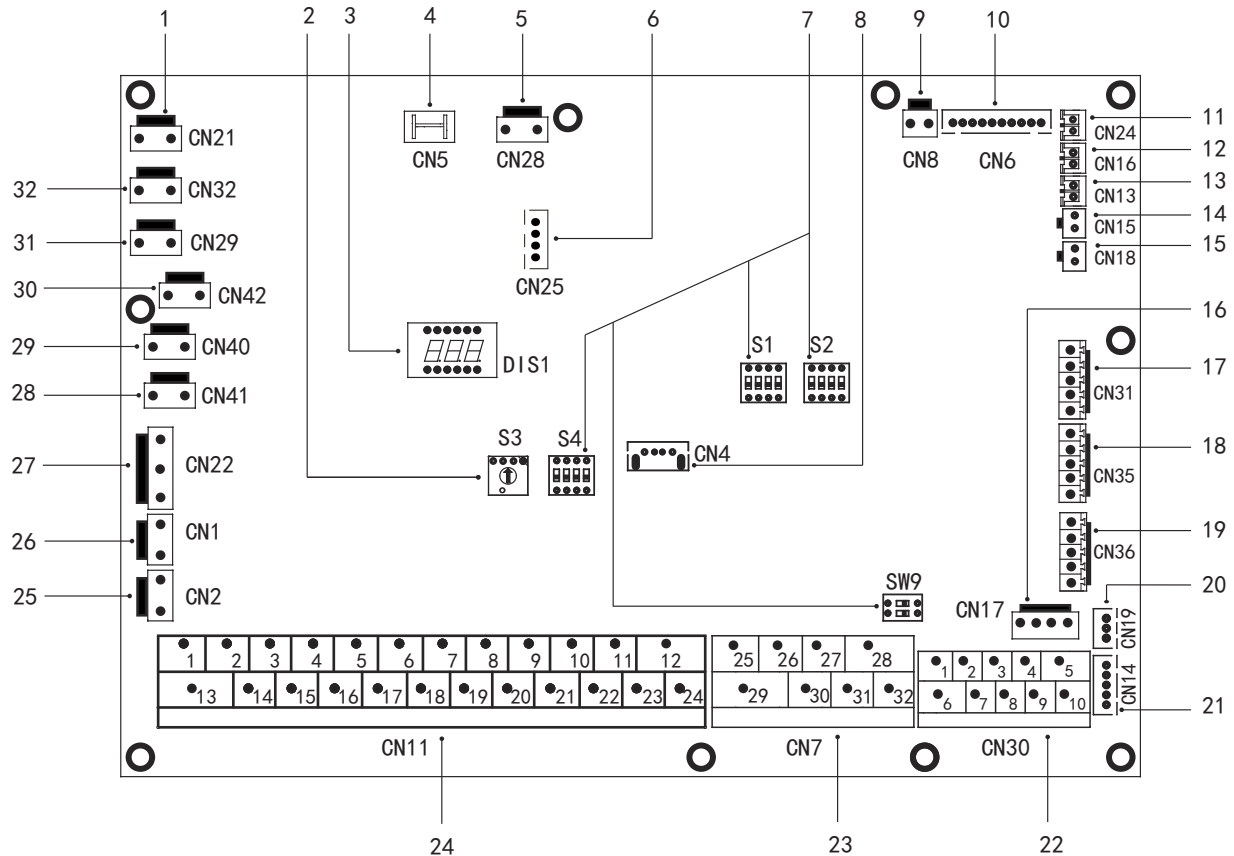 1 2 3 4 5 6 7 8 9 10
CN21 CN5 CN28 CN8 CN6 CN24 11
CN16 12
32 CN32 CN13 13
31 CN29 CN15 14
CN25 CN18 15
30 CN42
16
29 CN40 DIS1 S1 S2
28 CN41 CN31 17
S3 S4 CN4
27 CN22 CN35 18
26 CN1 CN36 19
25 CN2 SW9 CN17 CN19 20
1 2 3 4 5 6 7 8 9 10 11 12 25 26 27 28 1 2 3 4 5
13 14 15 16 17 18 19 20 21 22 23 24 29 30 31 32 6 7 8 9 10 CN14 21
CN11 CN7 CN30
24 23 22